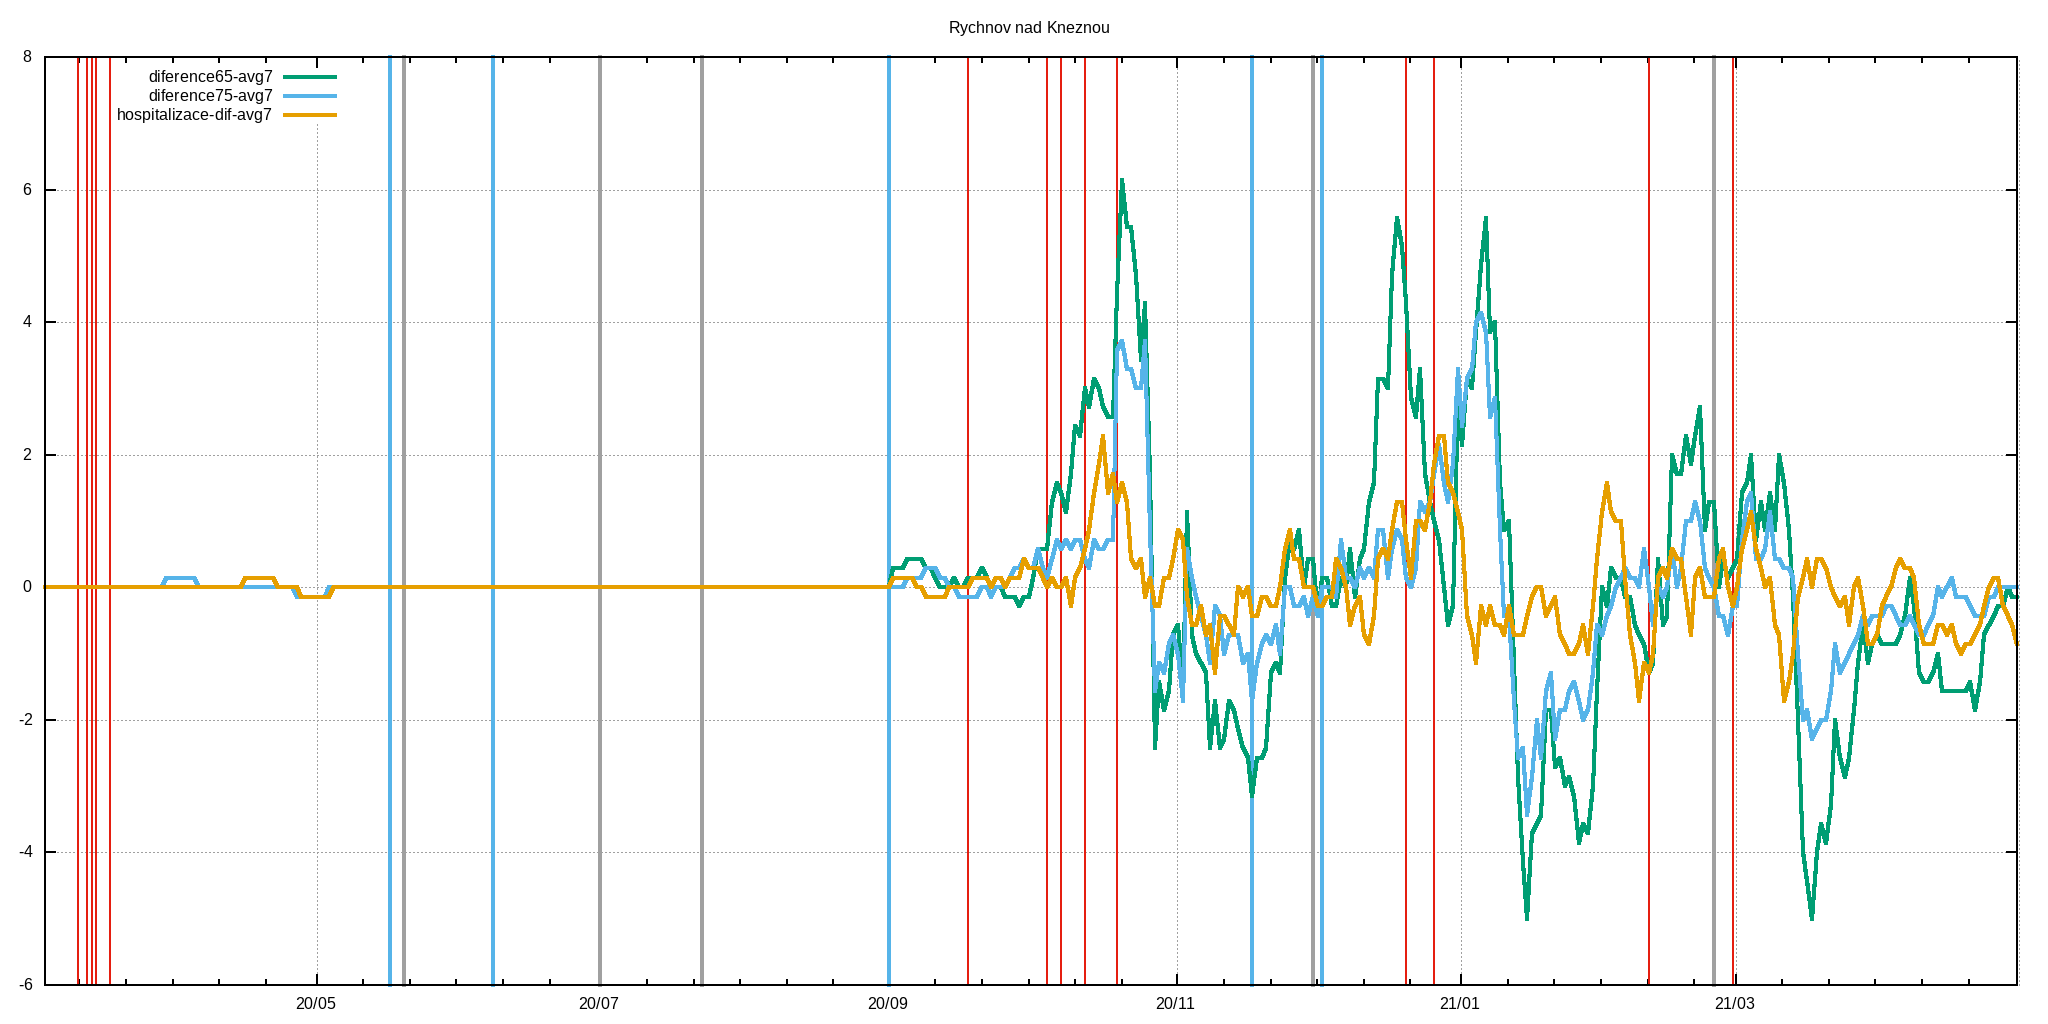 Rychnov nad Kneznou
diference65-avg7
diference75-avg7
hospitalizace-dif-avg7
8
6
4
2
0
-2
-4
-6
20/05 20/07 20/09 20/11 21/01 21/03